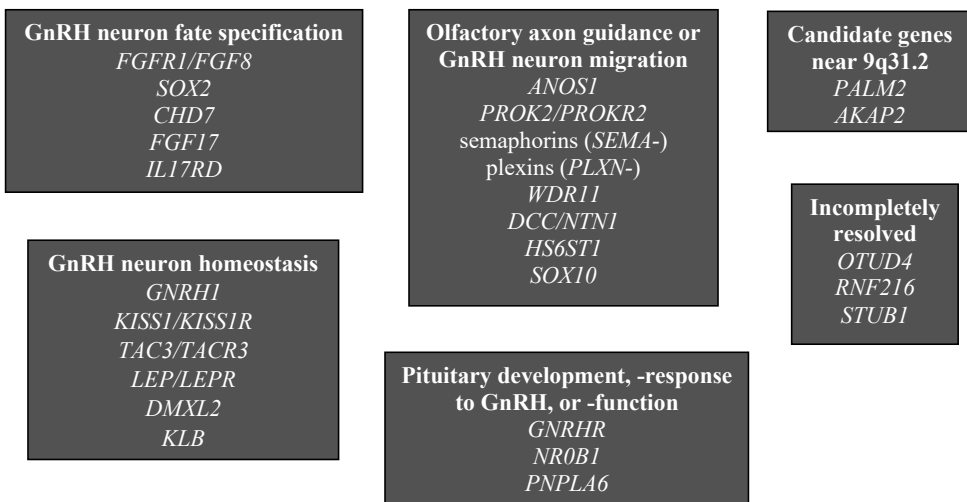 GnRH neuron fate specification
FGFR1/FGF8
SOX2
CHD7
FGF17
IL17RD
Olfactory axon guidance or
GnRH neuron migration
ANOS1
PROK2/PROKR2
semaphorins (SEMA-)
plexins (PLXN-)
WDR11
DCC/NTN1
HS6ST1
SOX10
Candidate genes
near 9q31.2
PALM2
AKAP2
Incompletely
resolved
OTUD4
RNF216
STUB1
GnRH neuron homeostasis
GNRH1
KISS1/KISS1R
TAC3/TACR3
LEP/LEPR
DMXL2
KLB
Pituitary development, -response
to GnRH, or -function
GNRHR
NR0B1
PNPLA6